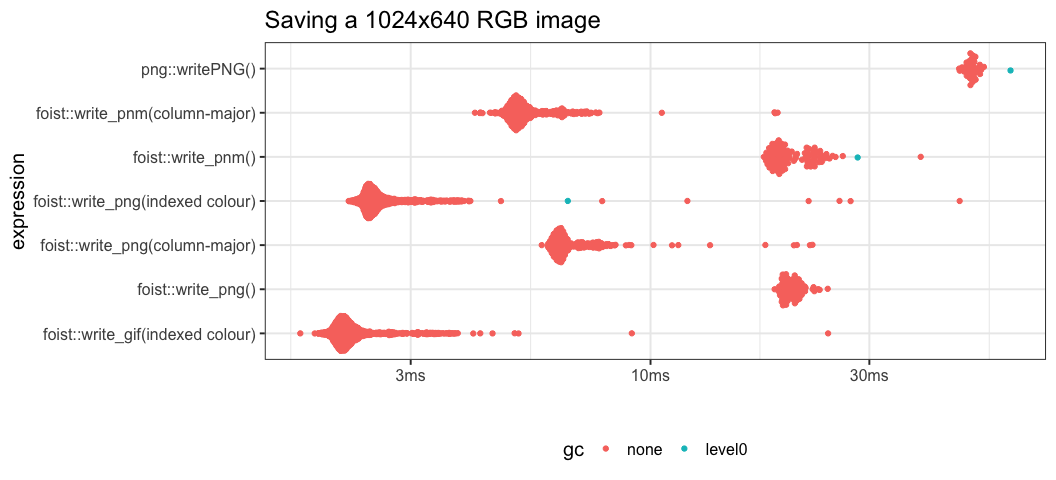 Saving a 1024x640 RGB image
expression
png::writePNG()
foist::write_pnm(column-major)
foist::write_pnm()
foist::write_png(indexed colour)
foist::write_png(column-major)
foist::write_png()
foist::write_gif(indexed colour)
3ms 10ms 30ms
gc none level0